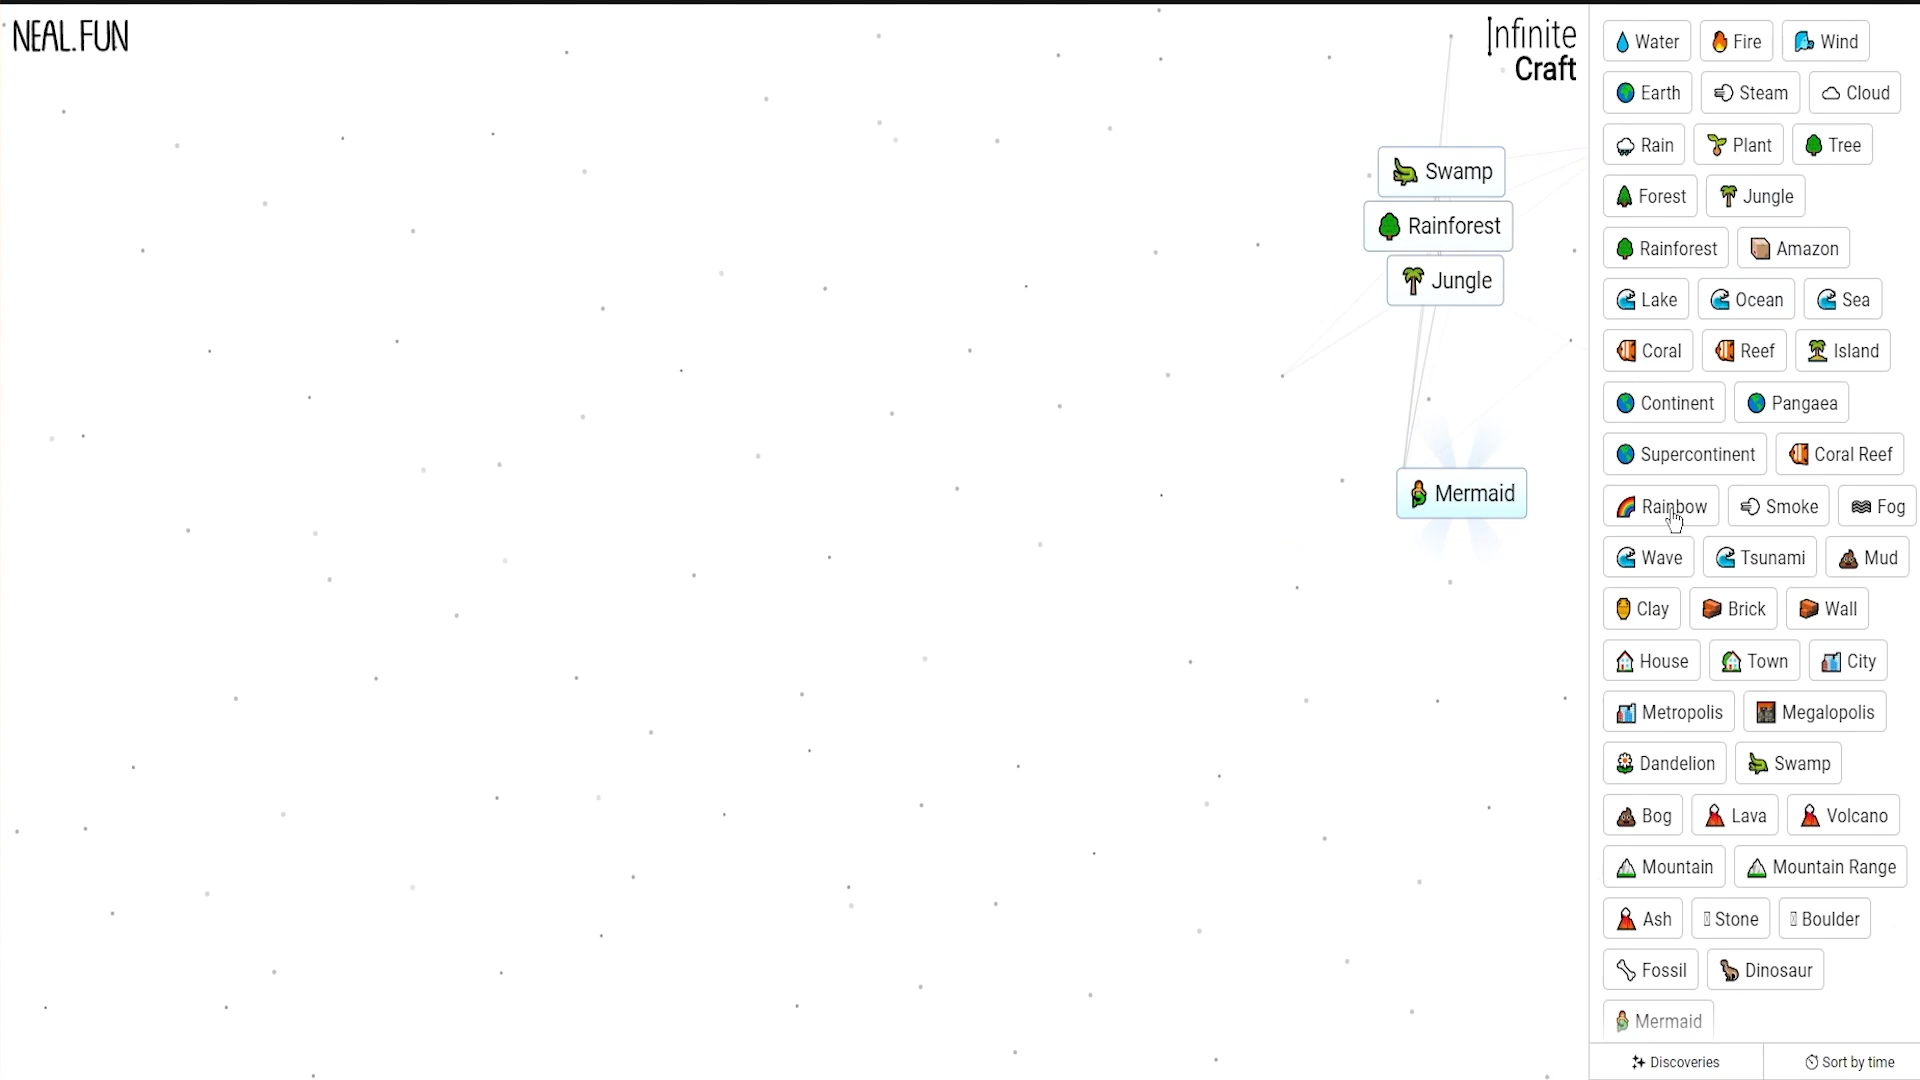 NEAL.FUN
Infinite
Craft
Swamp
Rainforest
Jungle
Mermaid
Water Fire Wind
Earth Steam Cloud
Rain Plant Tree
Forest Jungle
Rainforest Amazon
Lake Ocean Sea
Coral Reef Island
Continent Pangaea
Supercontinent Coral Reef
Rainbow Smoke Fog
Wave Tsunami Mud
Clay Brick Wall
House Town City
Metropolis Megalopolis
Dandelion Swamp
Bog Lava Volcano
Mountain Mountain Range
Ash Stone Boulder
Fossil Dinosaur
Mermaid
Discoveries Sort by time